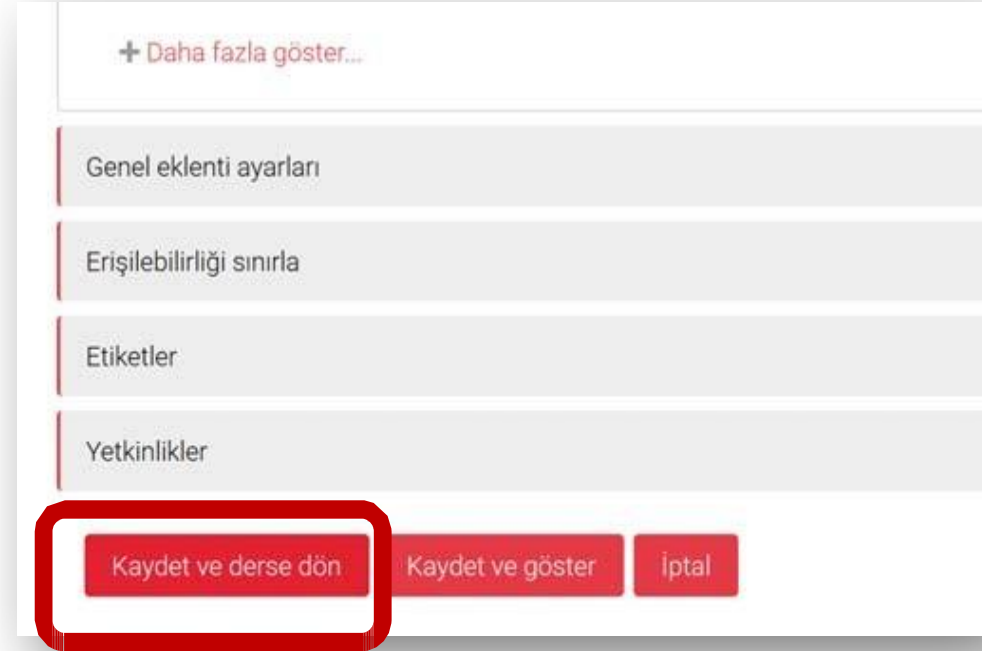 Daha fazla göster...
Genel eklenti ayarları
Erişilebilirliği sınırla
Etiketler
Yetkinlikler
Kaydet ve derse dön Kaydet ve göster İptal